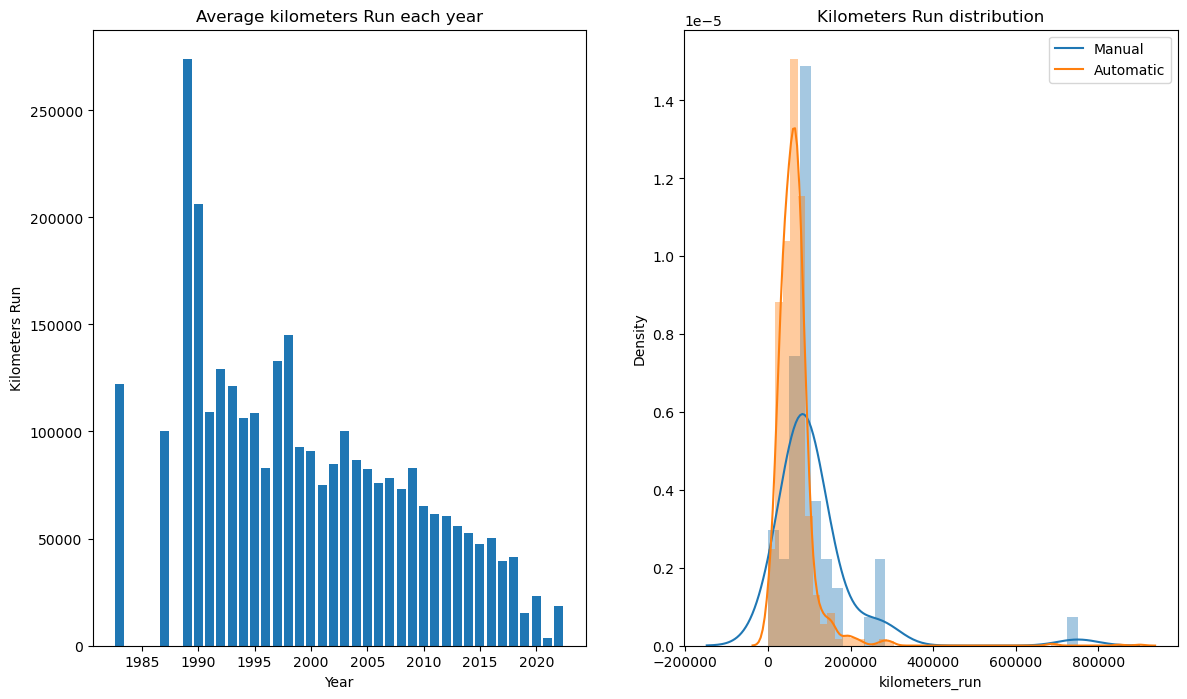 Average kilometers Run each year
Kilometers Run
250000
200000
150000
100000
50000
0
1985 1990 1995 2000 2005 2010 2015 2020
Year
Kilometers Run distribution
1e−5
Manual
Automatic
Density
1.4
1.2
1.0
0.8
0.6
0.4
0.2
0.0
−200000 0 200000 400000 600000 800000
kilometers_run